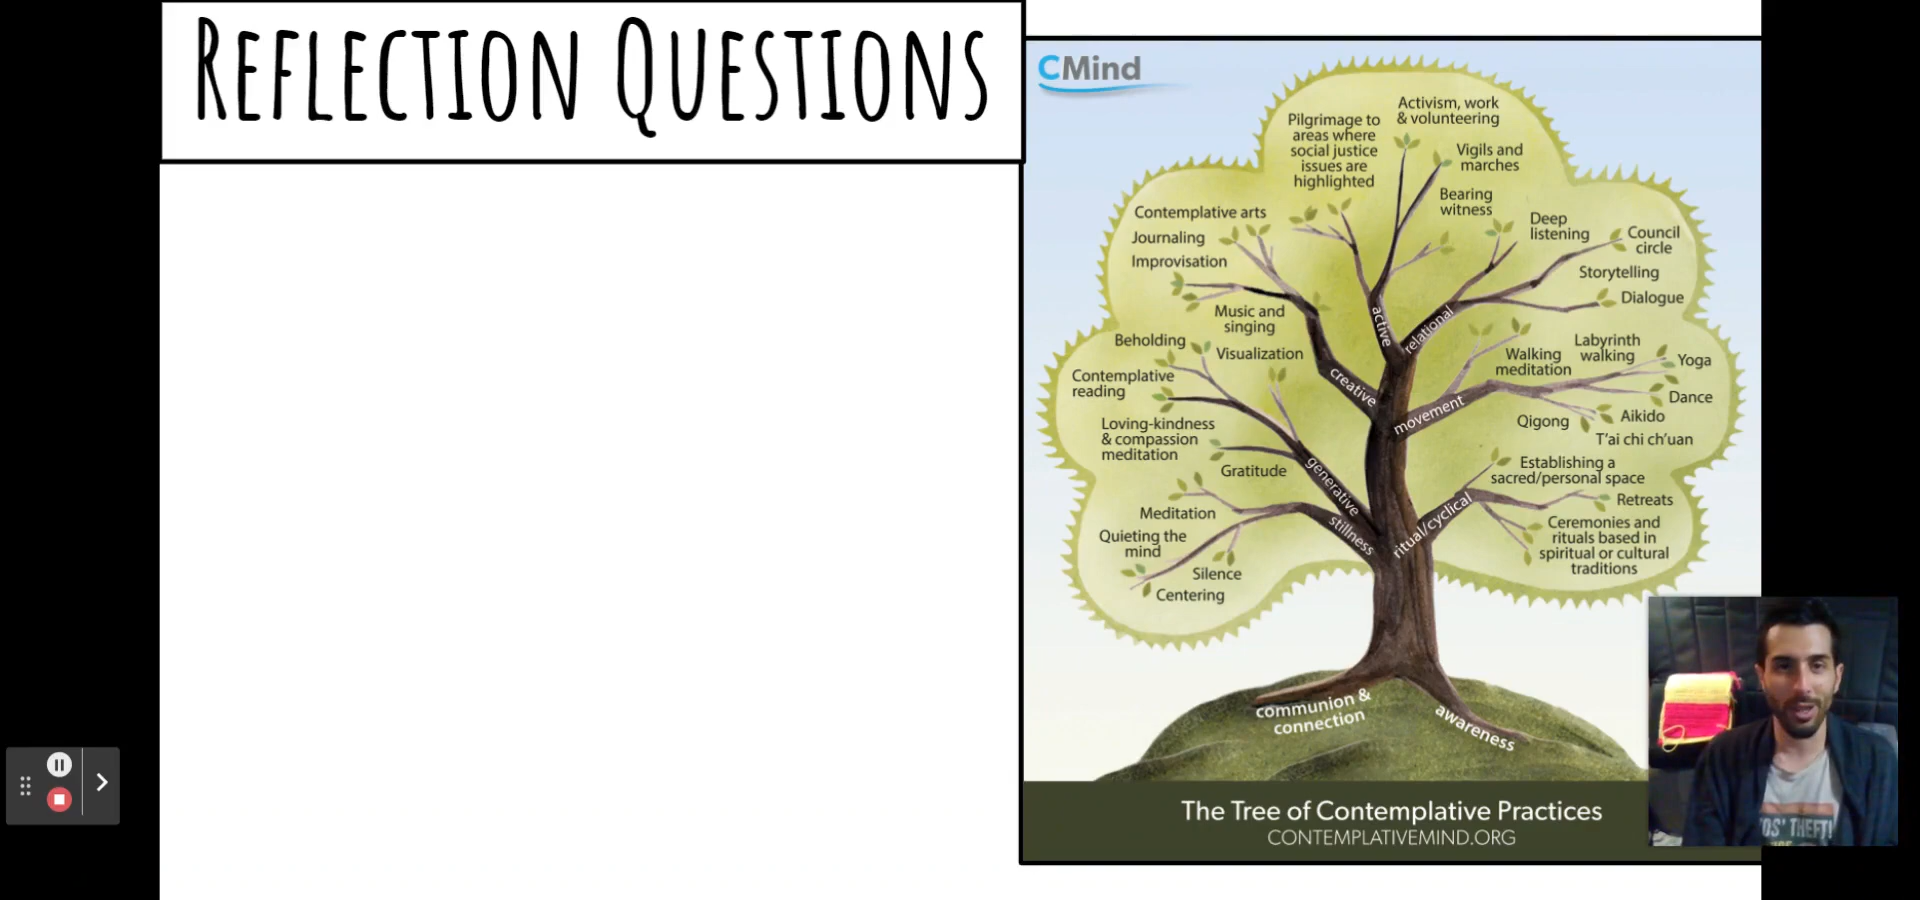 REFLECTION QUESTIONS
CMind
Activism, work
& volunteering
Pilgrimage to
areas where
social justice
issues are
highlighted
Vigils and
marches
Bearing
witness
Deep
listening
Council
circle
Storytelling
Dialogue
Contemplative arts
Journaling
Improvisation
Music and
singing
Beholding
Visualization
Contemplative
reading
Loving-kindness
& compassion
meditation
Gratitude
Meditation
Quieting the
mind
Silence
Centering
active
relational
creative
movement
generative
stillness
ritual/cyclical
Walking
meditation
Labyrinth
walking
Yoga
Dance
Qigong
Aikido
T'ai chi ch'uan
Establishing a
sacred/personal space
Retreats
Ceremonies and
rituals based in
spiritual or cultural
traditions
communion &
connection
awareness
The Tree of Contemplative Practices
CONTEMPLATIVEMIND.ORG
THEFT!